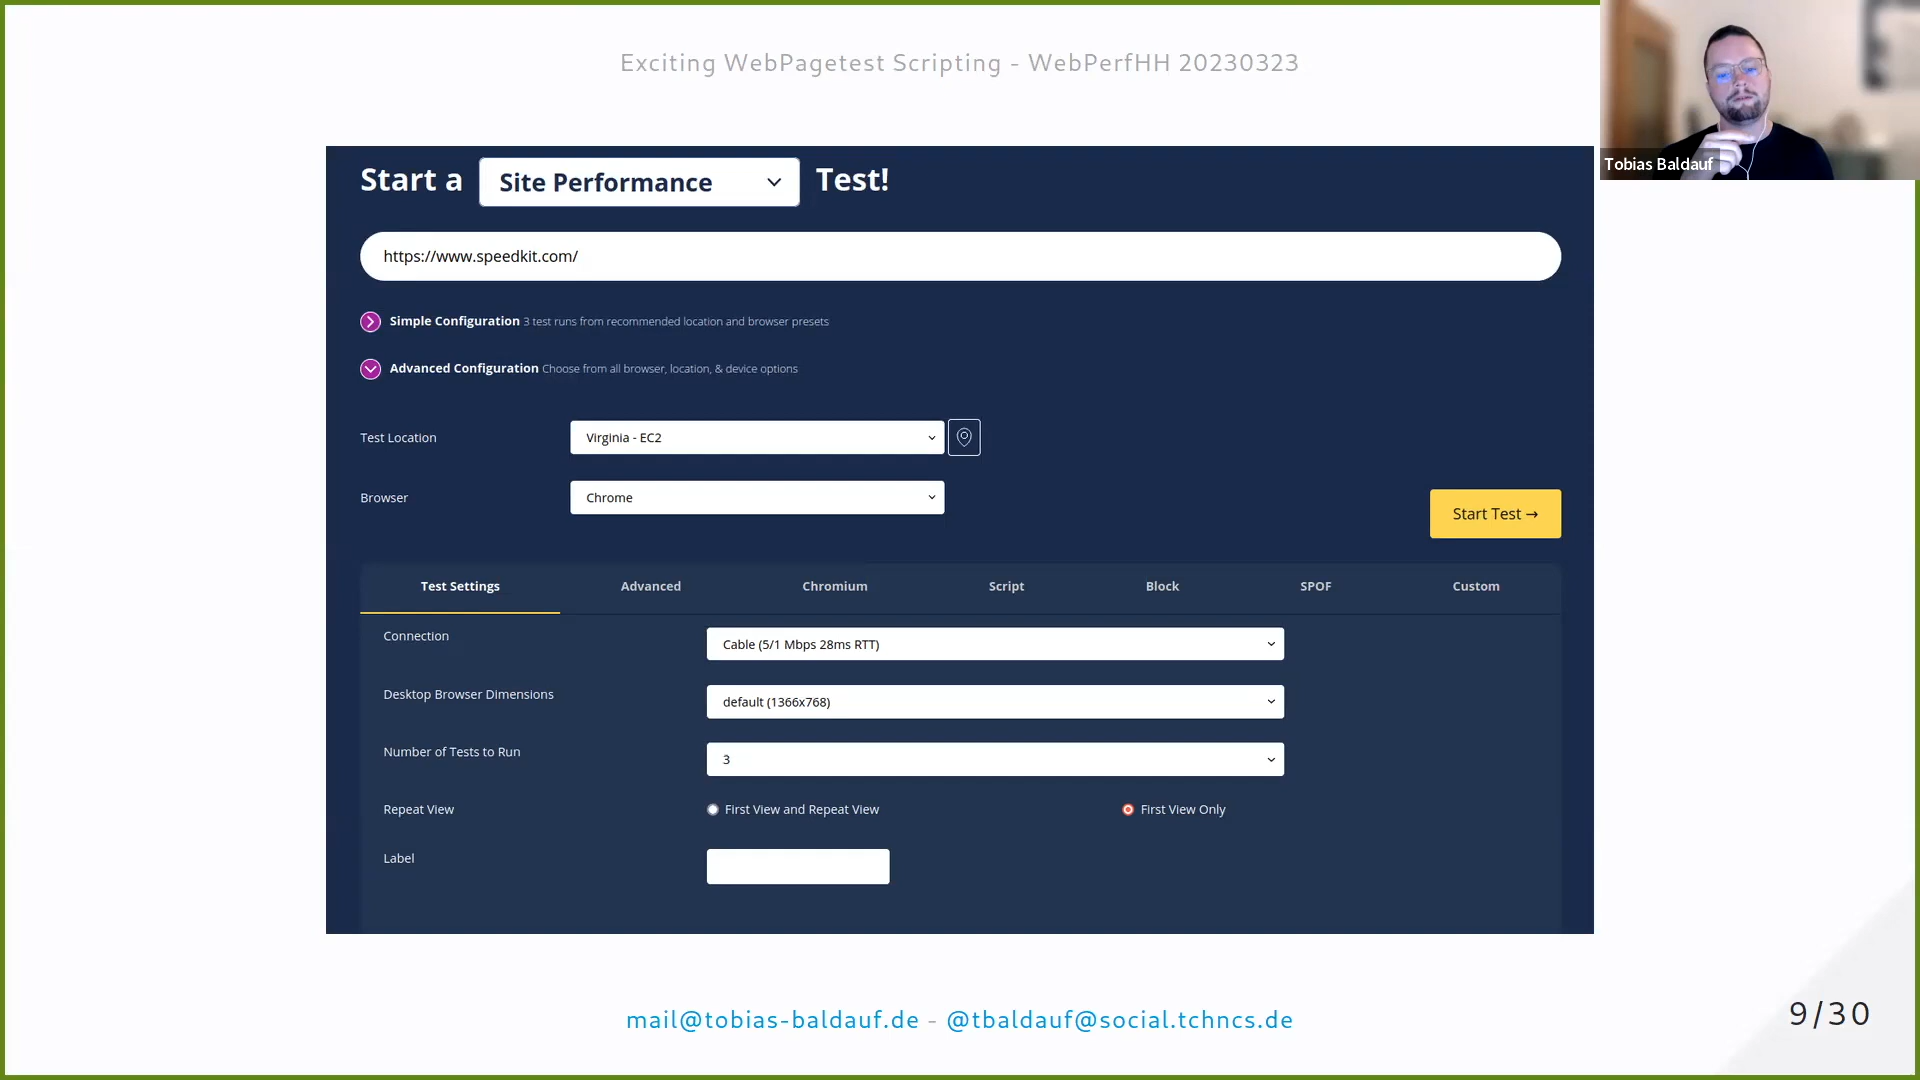 Exciting WebPagetest Scripting - WebPerfHH 20230323
Tobias Baldauf
Start a Site Performance Test!
https://www.speedkit.com/
Simple Configuration 3 test runs from recommended location and browser presets
Advanced Configuration Choose from all browser, location, & device options
Test Location Virginia - EC2
Browser Chrome
Start Test →
Test Settings Advanced Chromium Script Block SPOF Custom
Connection Cable (5/1 Mbps 28ms RTT)
Desktop Browser Dimensions default (1366x768)
Number of Tests to Run 3
Repeat View First View and Repeat View First View Only
Label
mail@tobias-baldauf.de - @tbaldauf@social.tchncs.de
9/30